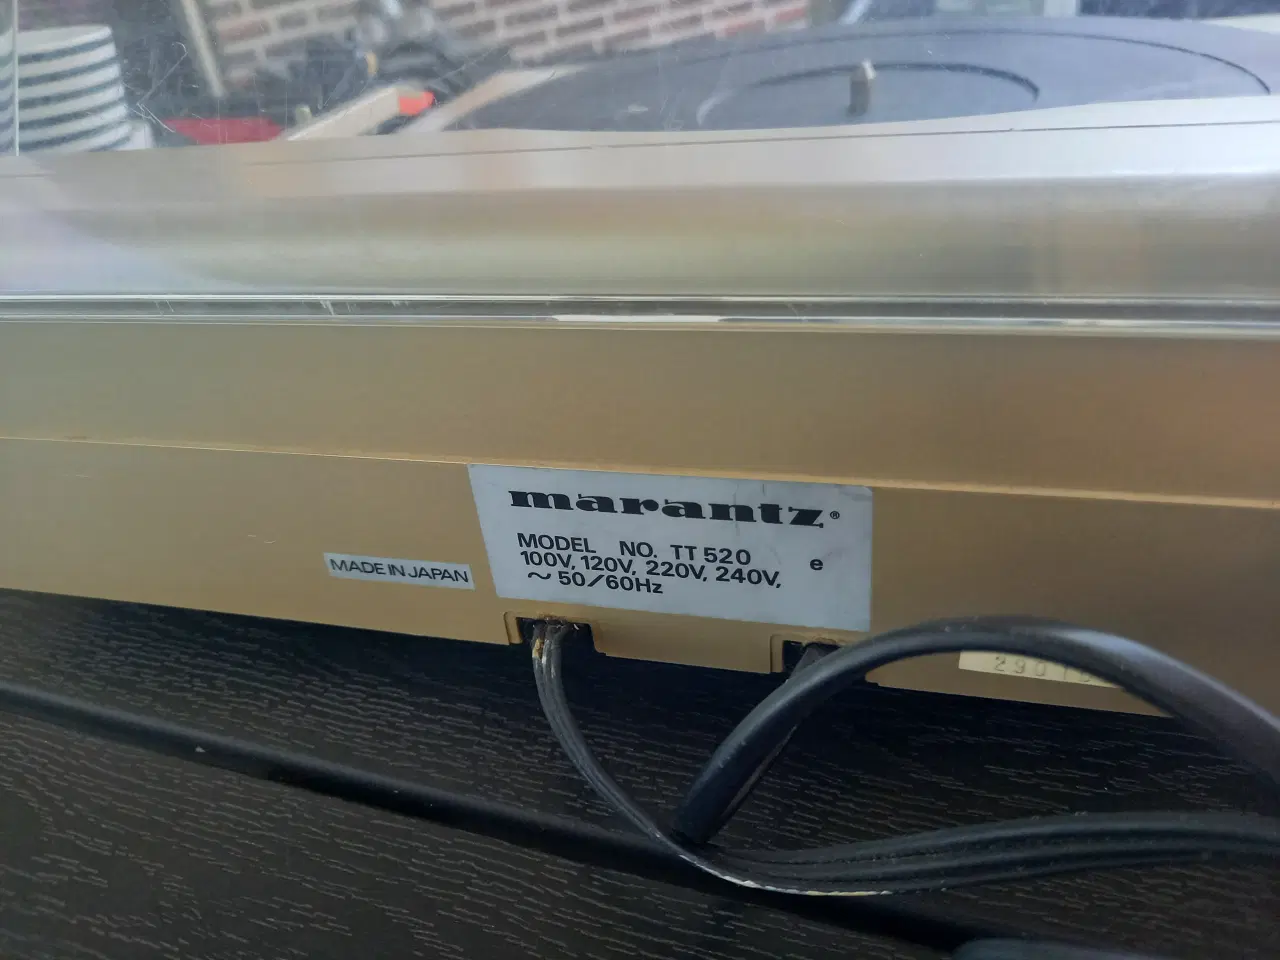 marantz®
MODEL NO. TT 520
e
100V, 120V, 220V, 240V,
~ 50/60Hz
MADE IN JAPAN